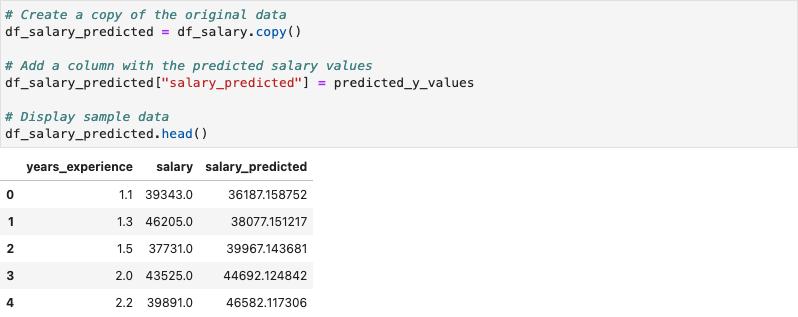 # Create a copy of the original data
df_salary_predicted = df_salary.copy()
# Add a column with the predicted salary values
df_salary_predicted["salary_predicted"] = predicted_y_values
# Display sample data
df_salary_predicted.head()
years_experience salary salary_predicted
0 1.1 39343.0 36187.158752
1 1.3 46205.0 38077.151217
2 1.5 37731.0 39967.143681
3 2.0 43525.0 44692.124842
4 2.2 39891.0 46582.117306